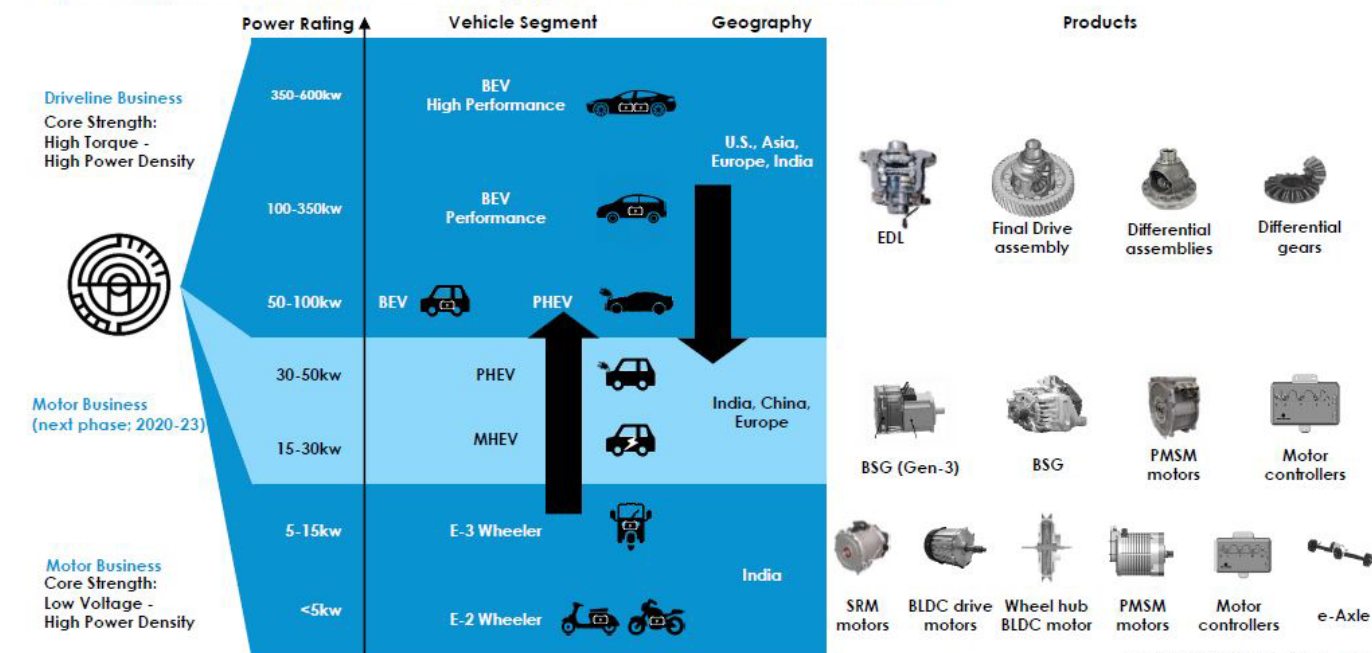 Power Rating
Vehicle Segment
Geography
Products
Driveline Business
Core Strength:
High Torque -
High Power Density
350-600kw
BEV
High Performance
U.S., Asia,
Europe, India
100-350kw
BEV
Performance
EDL
Final Drive
assembly
Differential
assemblies
Differential
gears
50-100kw
BEV
PHEV
Motor Business
(next phase; 2020-23)
30-50kw
PHEV
India, China,
Europe
15-30kw
MHEV
BSG (Gen-3)
BSG
PMSM
motors
Motor
controllers
Motor Business
Core Strength:
Low Voltage -
High Power Density
5-15kw
E-3 Wheeler
India
<5kw
E-2 Wheeler
SRM
motors
BLDC drive
motors
Wheel hub
BLDC motor
PMSM
motors
Motor
controllers
e-Axle